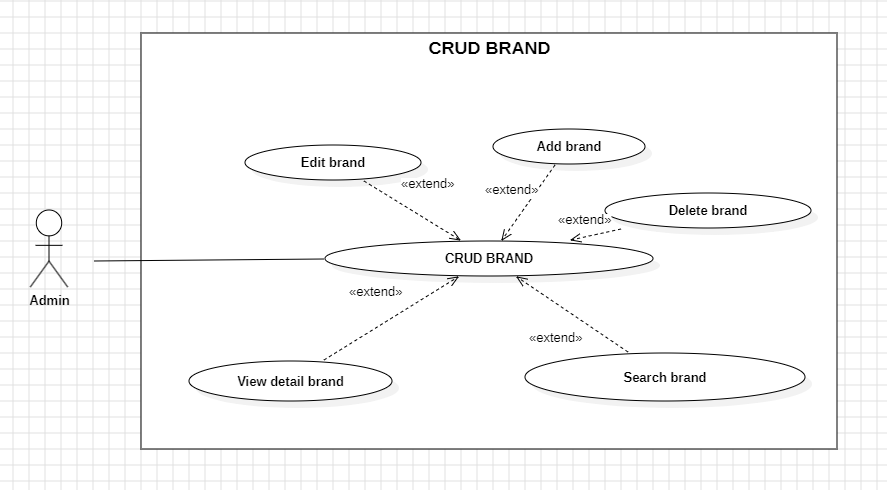 CRUD BRAND
Add brand
Edit brand
«extend»
«extend»
Delete brand
«extend»
CRUD BRAND
Admin
«extend»
«extend»
View detail brand
Search brand